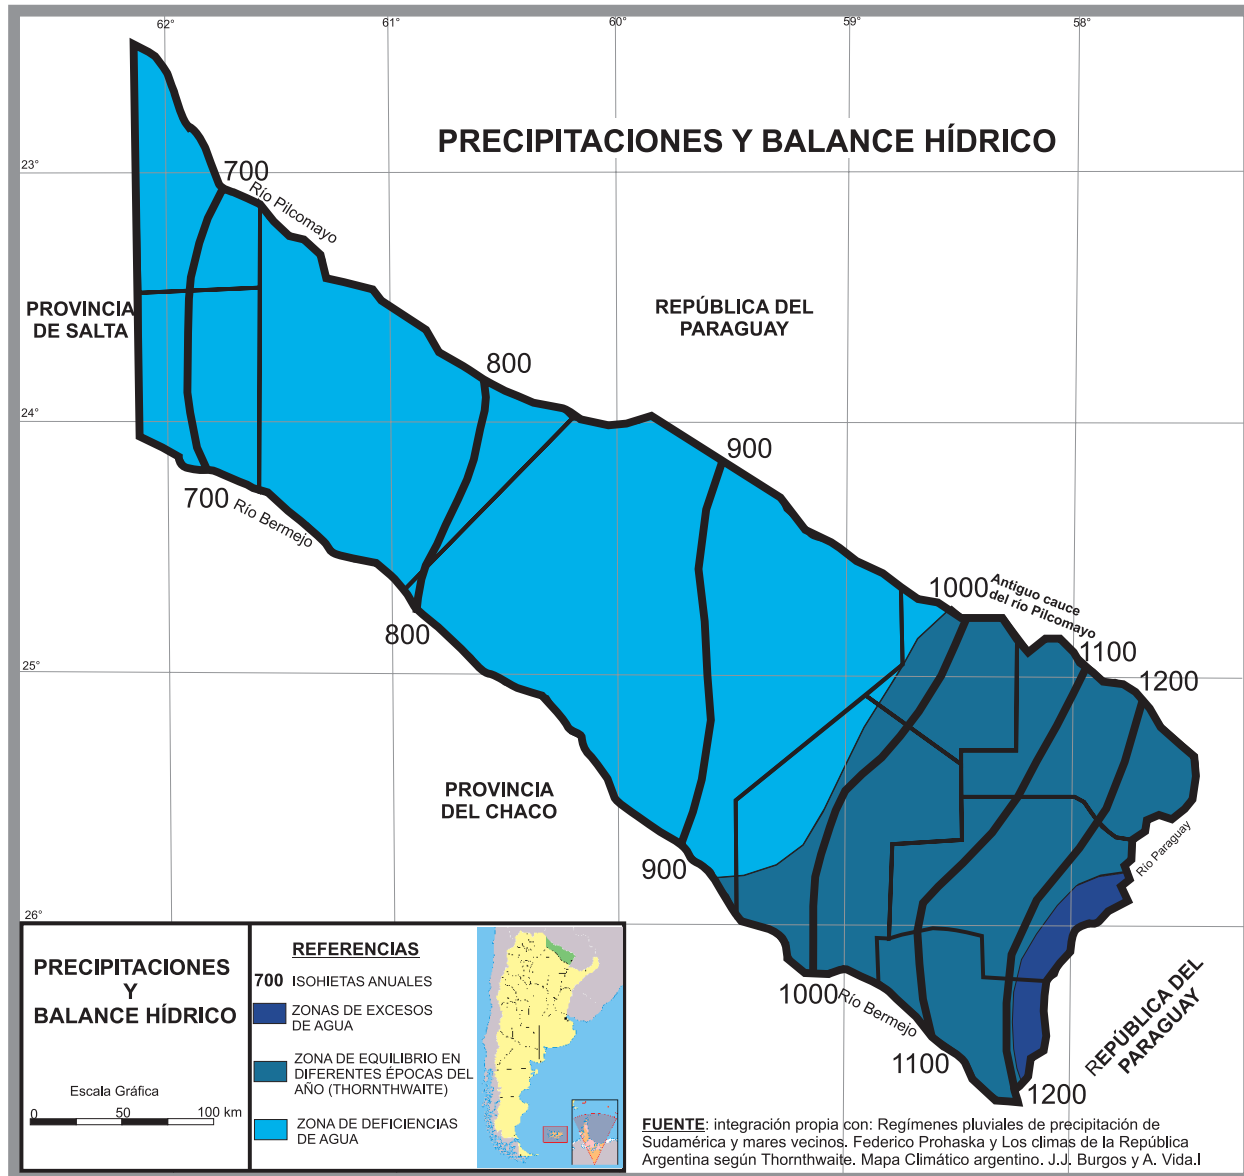 62°
61°
60°
59°
58°
PRECIPITACIONES Y BALANCE HÍDRICO
23°
700
Río Pilcomayo
PROVINCIA
DE SALTA
REPÚBLICA DEL
PARAGUAY
800
24°
900
700
Río Bermejo
1000
Antiguo cauce
del río Pilcomayo
800
1100
25°
1200
PROVINCIA
DEL CHACO
Río Paraguay
900
26°
1000
Río Bermejo
1100
REPÚBLICA DEL
PARAGUAY
1200
PRECIPITACIONES
Y
BALANCE HÍDRICO
Escala Gráfica
0 50 100 km
REFERENCIAS
700 ISOHIETAS ANUALES
ZONAS DE EXCESOS
DE AGUA
ZONA DE EQUILIBRIO EN
DIFERENTES ÉPOCAS DEL
AÑO (THORNTHWAITE)
ZONA DE DEFICIENCIAS
DE AGUA
FUENTE: integración propia con: Regímenes pluviales de precipitación de
Sudamérica y mares vecinos. Federico Prohaska y Los climas de la República
Argentina según Thornthwaite. Mapa Climático argentino. J.J. Burgos y A. Vida.l